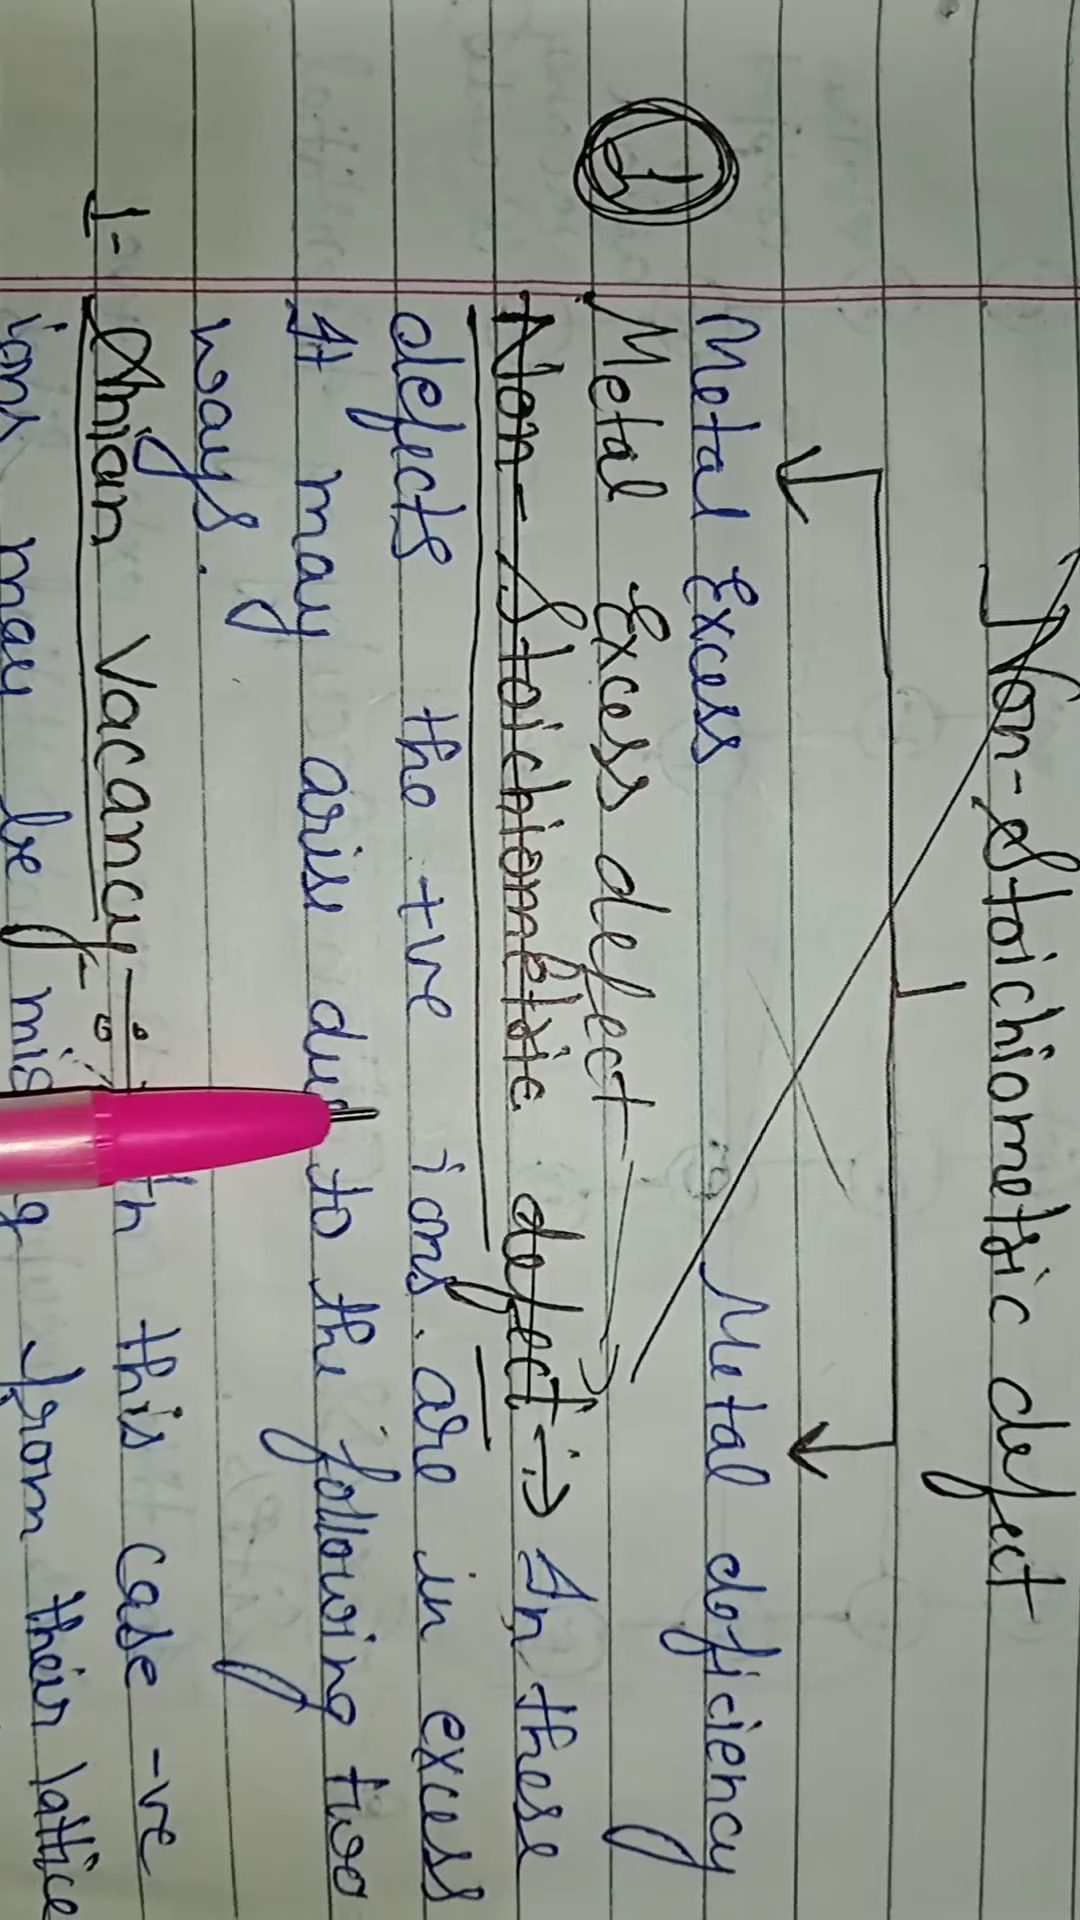 Non-Stoichiometric defect
Metal Excess Metal deficiency
① Metal Excess defect
Non-Stoichiometric defect :→ In these
defects the +ve ions are in excess
It may arise due to the following two
ways.
1- Anian Vacancy :- In this case -ve
ions may be from their lattice